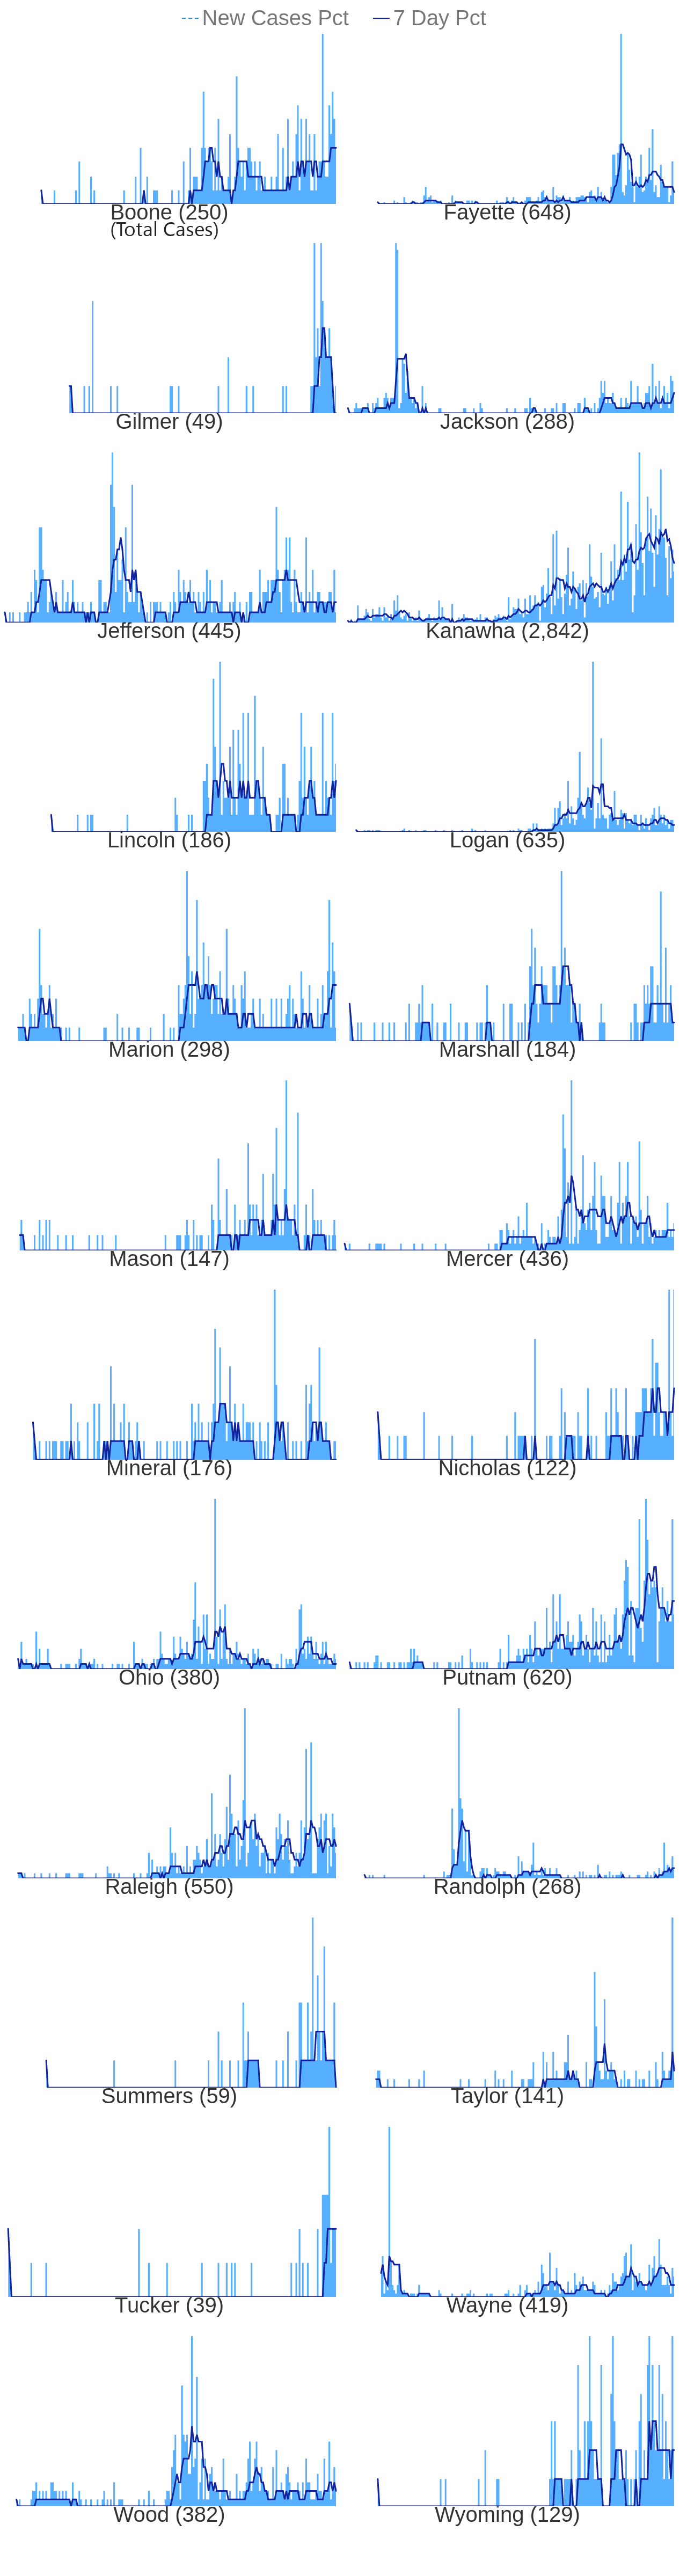 New Cases Pct 7 Day Pct
Boone (250) Fayette (648)
(Total Cases)
Gilmer (49) Jackson (288)
Jefferson (445) Kanawha (2,842)
Lincoln (186) Logan (635)
Marion (298) Marshall (184)
Mason (147) Mercer (436)
Mineral (176) Nicholas (122)
Ohio (380) Putnam (620)
Raleigh (550) Randolph (268)
Summers (59) Taylor (141)
Tucker (39) Wayne (419)
Wood (382) Wyoming (129)